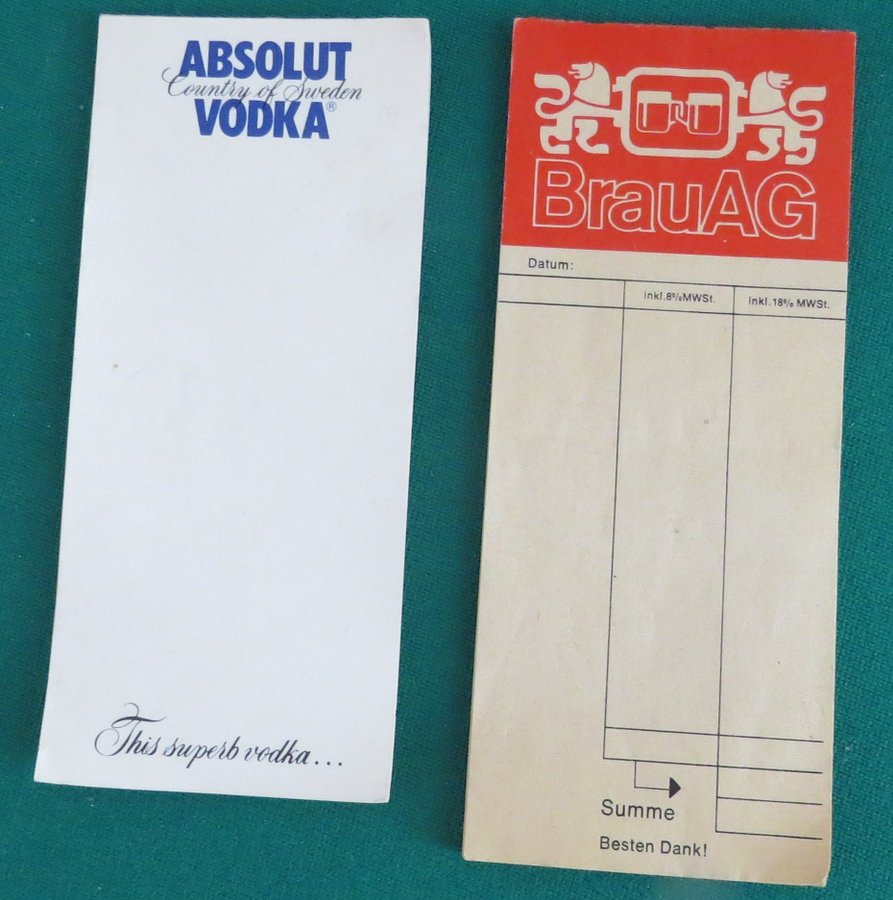 ABSOLUT
Country of Sweden
VODKA®
This superb vodka...
BrauAG
Datum:
inkl.8%MWSt.
inkl.18% MWSt.
Summe
Besten Dank!